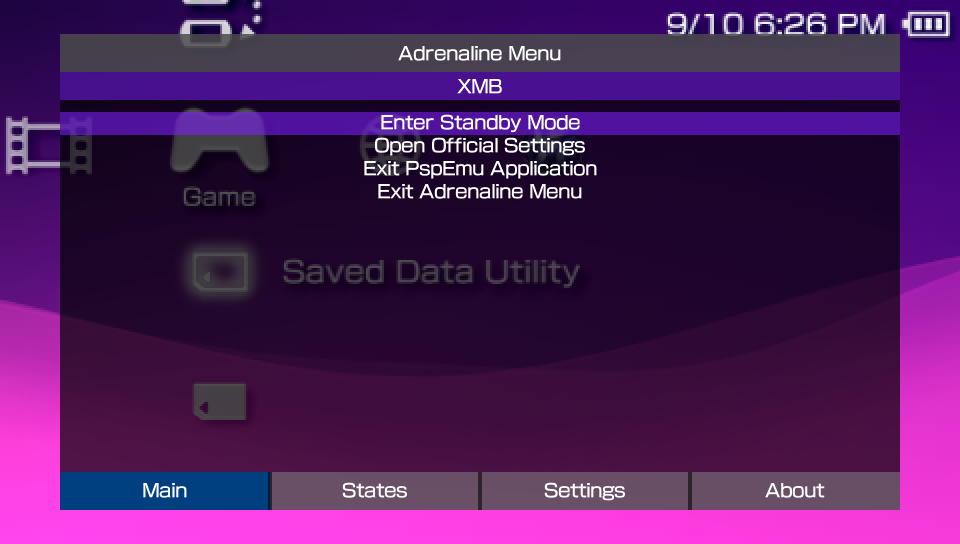 9/10 6:26 PM
Adrenaline Menu
XMB
Enter Standby Mode
Open Official Settings
Exit PspEmu Application
Exit Adrenaline Menu
Game
Saved Data Utility
Main States Settings About